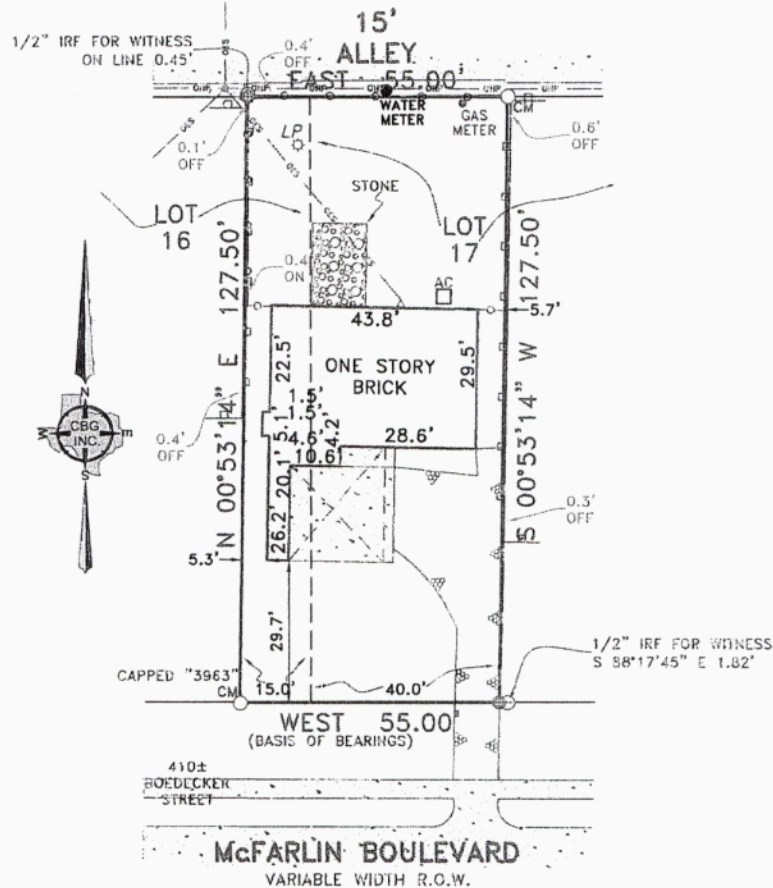 15'
ALLEY
EAST 55.00'
1/2" IRF FOR WITNESS
ON LINE 0.45'
0.4'
OFF
OHP
OHP
OHP
OHP
WATER
METER
GAS
METER
CM
0.6'
OFF
0.1'
OFF
LP
STONE
LOT
16
LOT
17
0.4
ON
AC
43.8'
5.7'
N 00°53'14" E 127.50'
S 00°53'14" W 127.50'
22.5'
ONE STORY
BRICK
29.5'
1.5'
1.5'
5.1'
4.6'
4.2'
10.6'
28.6'
20.1'
26.2'
N
W
CBG
INC.
E
S
0.4'
OFF
0.3'
OFF
5.3'
29.7'
1/2" IRF FOR WITNESS
S 88°17'45" E 1.82'
CAPPED "3963"
CM
15.0'
40.0'
WEST 55.00'
(BASIS OF BEARINGS)
410±
BOEDECKER
STREET
McFARLIN BOULEVARD
VARIABLE WIDTH R.O.W.